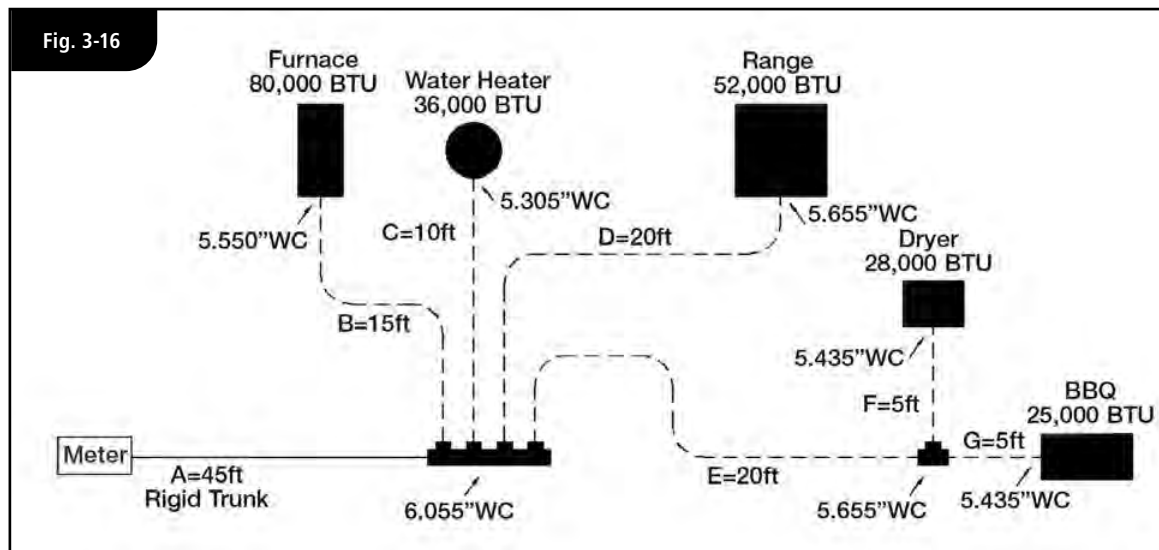 Fig. 3-16
Furnace
80,000 BTU
Water Heater
36,000 BTU
Range
52,000 BTU
5.550”WC
C=10ft
5.305”WC
D=20ft
5.655”WC
Dryer
28,000 BTU
B=15ft
5.435”WC
F=5ft
BBQ
25,000 BTU
G=5ft
Meter
A=45ft
Rigid Trunk
6,055”WC
E=20ft
5.655”WC
5.435”WC